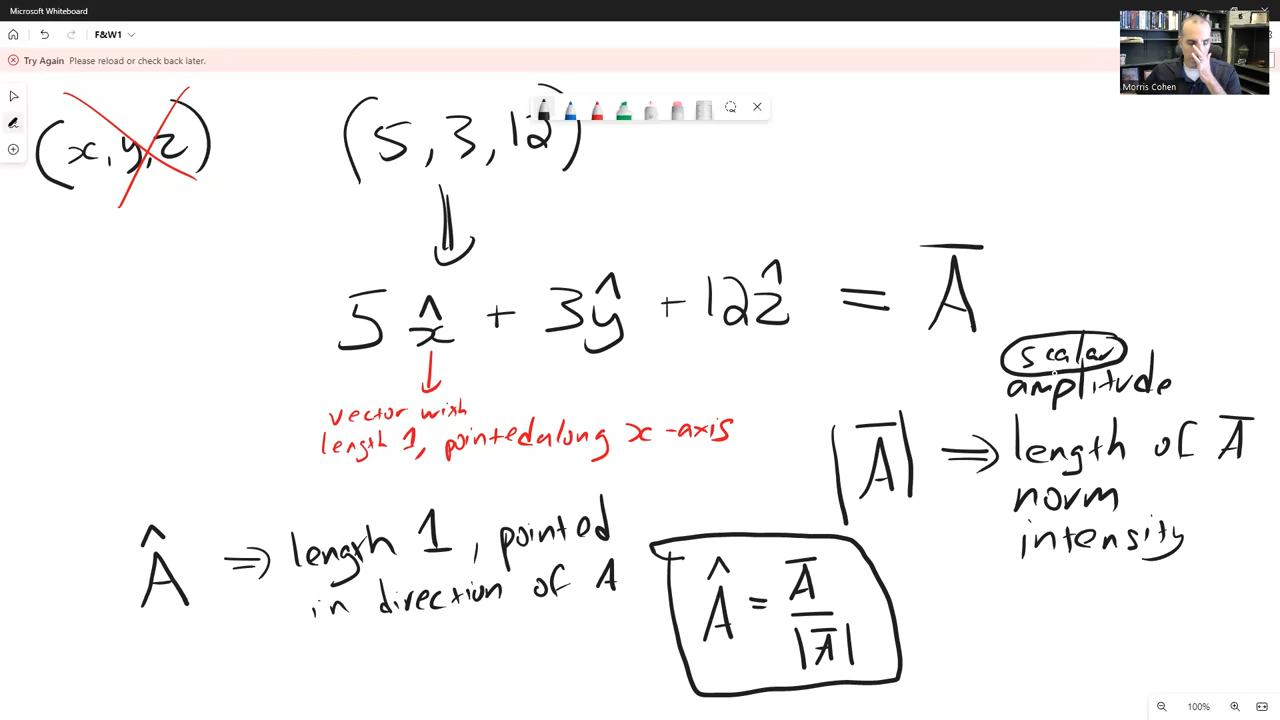 Microsoft Whiteboard
F&W1
Try Again Please reload or check back later.
Morris Cohen
(x, y, z)
(5, 3, 12)
⇓
5 x̂ + 3ŷ + 12ẑ = A̅
vector with
length 1, pointed along x-axis
scalar
amplitude
|A̅| ⇒ length of A̅
norm
intensity
Â ⇒ length 1, pointed
in direction of A
Â = A̅ / |A̅|
100%